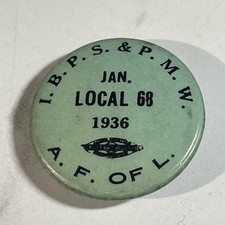 I. B. P. S. & P. M. W.
JAN.
LOCAL 68
1936
A. F. OF L.